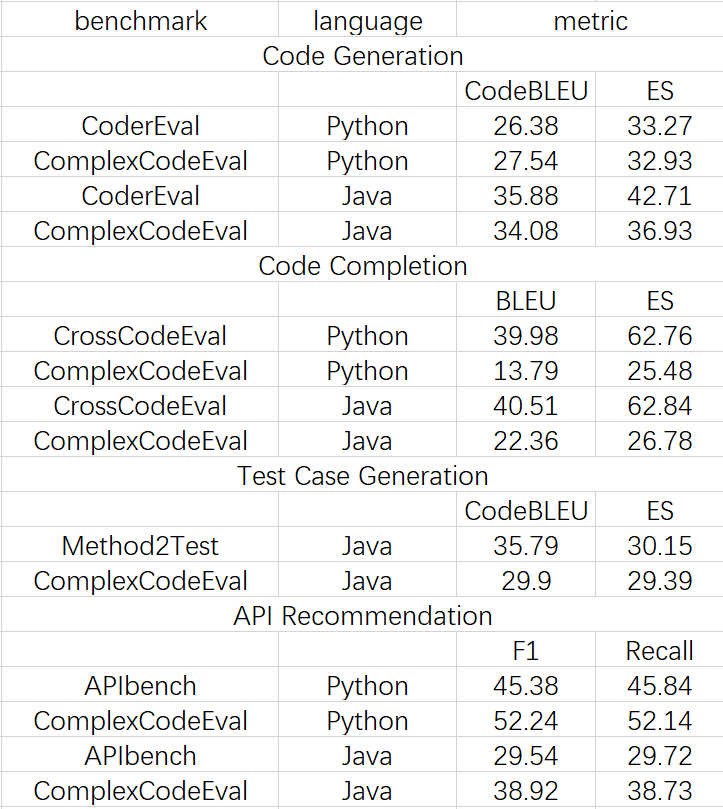 benchmark language metric
Code Generation
CodeBLEU ES
CoderEval Python 26.38 33.27
ComplexCodeEval Python 27.54 32.93
CoderEval Java 35.88 42.71
ComplexCodeEval Java 34.08 36.93
Code Completion
BLEU ES
CrossCodeEval Python 39.98 62.76
ComplexCodeEval Python 13.79 25.48
CrossCodeEval Java 40.51 62.84
ComplexCodeEval Java 22.36 26.78
Test Case Generation
CodeBLEU ES
Method2Test Java 35.79 30.15
ComplexCodeEval Java 29.9 29.39
API Recommendation
F1 Recall
APIbench Python 45.38 45.84
ComplexCodeEval Python 52.24 52.14
APIbench Java 29.54 29.72
ComplexCodeEval Java 38.92 38.73